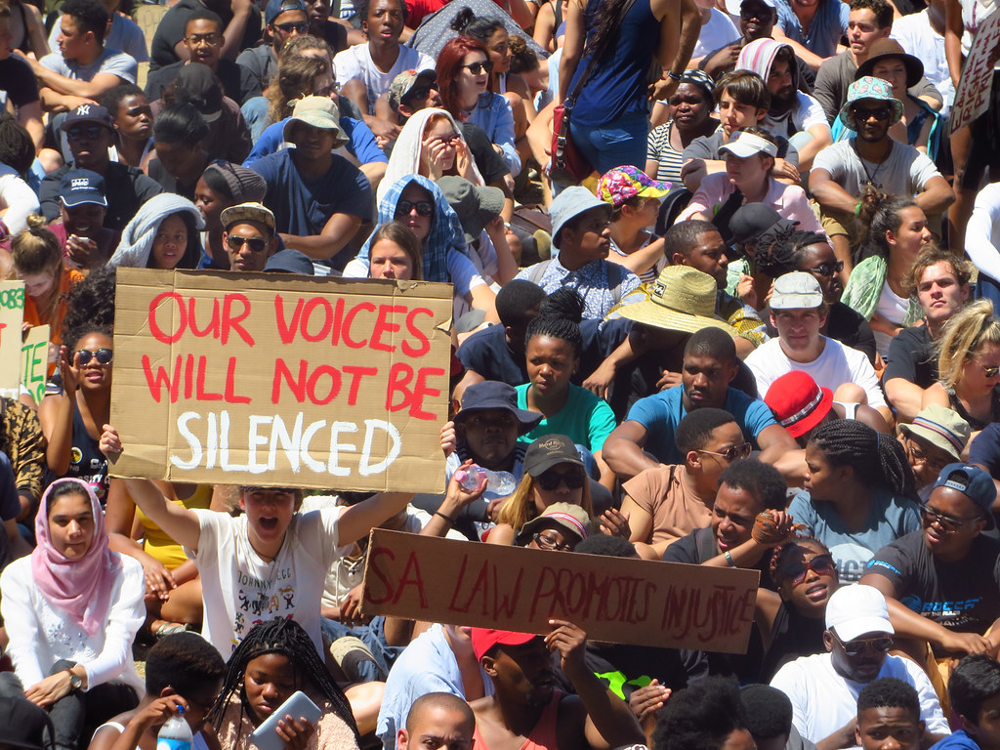 OUR VOICES
WILL NOT BE
SILENCED
SA LAW PROMOTES INJUSTICE